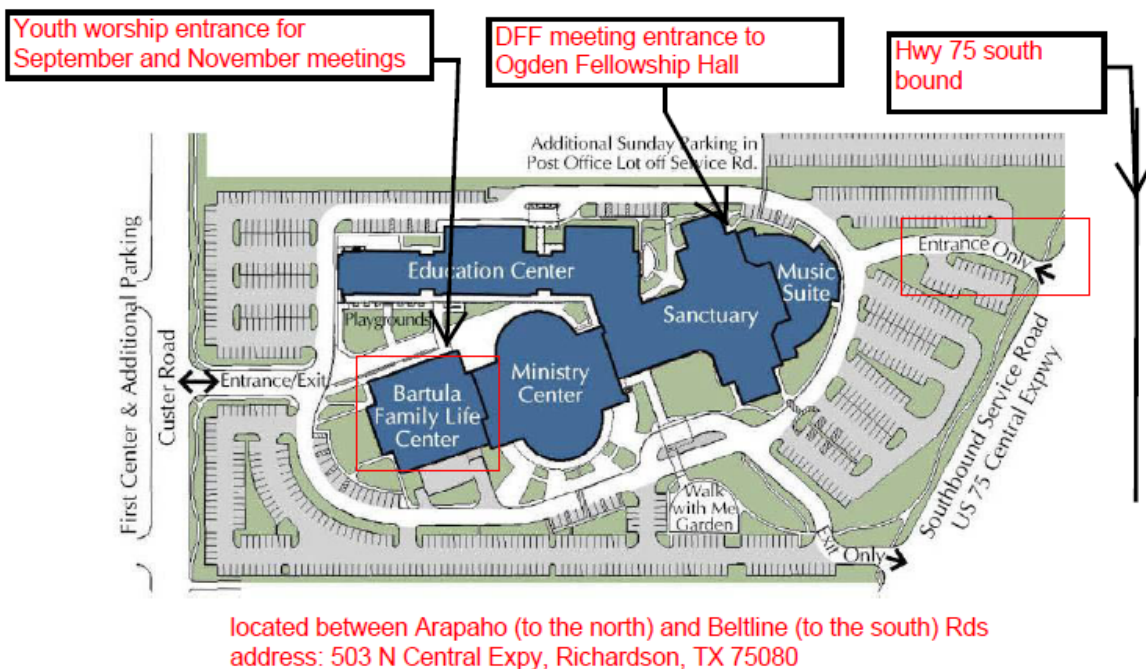 Youth worship entrance for
September and November meetings
DFF meeting entrance to
Ogden Fellowship Hall
Hwy 75 south
bound
Additional Sunday Parking in
Post Office Lot off Service Rd.
First Center & Additional Parking
Custer Road
Entrance/Exit
Education Center
Playgrounds
Bartula
Family Life
Center
Ministry
Center
Sanctuary
Music
Suite
Entrance Only
Walk
with Me
Garden
Exit Only
Southbound Service Road
US 75 Central Expwy
located between Arapaho (to the north) and Beltline (to the south) Rds
address: 503 N Central Expy, Richardson, TX 75080